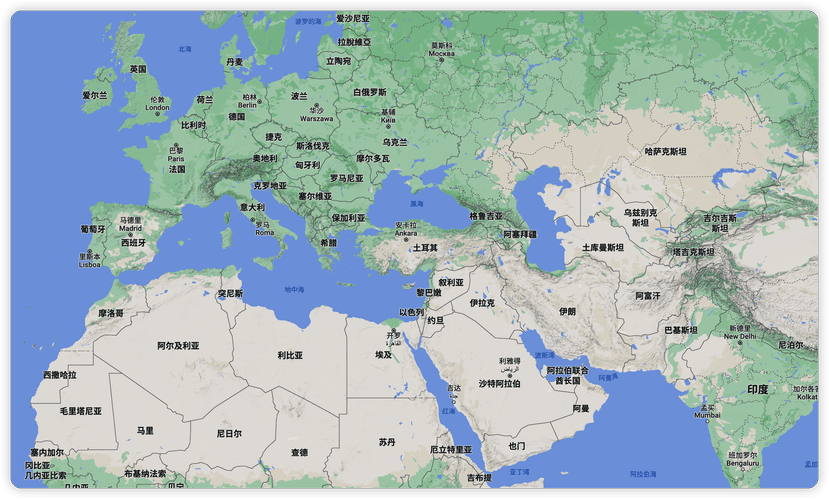 爱沙尼亚
波罗的海
拉脫維亞
莫斯科
Москва
北海
丹麦
立陶宛
英国
白俄罗斯
爱尔兰
伦敦
London
荷兰
柏林
Berlin
波兰
华沙
Warszawa
德国
比利时
基辅
Київ
捷克
斯洛伐克
乌克兰
巴黎
Paris
法国
奥地利
匈牙利
摩尔多瓦
哈萨克斯坦
克罗地亚
罗马尼亚
塞尔维亚
黑海
意大利
保加利亚
格鲁吉亚
乌兹别克
斯坦
吉尔吉斯
斯坦
葡萄牙
马德里
Madrid
西班牙
罗马
Roma
希腊
安卡拉
Ankara
土耳其
阿塞拜疆
土库曼斯坦
塔吉克斯坦
里斯本
Lisboa
地中海
突尼斯
黎巴嫩
叙利亚
伊拉克
伊朗
阿富汗
摩洛哥
以色列
约旦
巴基斯坦
新德里
New Delhi
尼泊尔
阿尔及利亚
利比亚
开罗
القاهرة
埃及
波斯湾
利雅得
الرياض
沙特阿拉伯
阿拉伯联合
酋长国
阿曼湾
西撒哈拉
吉达
جدة
印度
加尔各答
Kolkat
毛里塔尼亚
红海
阿曼
孟买
Mumbai
马里
尼日尔
苏丹
也门
塞内加尔
查德
厄立特里亚
班加罗尔
Bengaluru
冈比亚
几内亚比索
布基纳法索
吉布提
亚丁湾
阿拉伯海
孟加
几内亚
贝宁